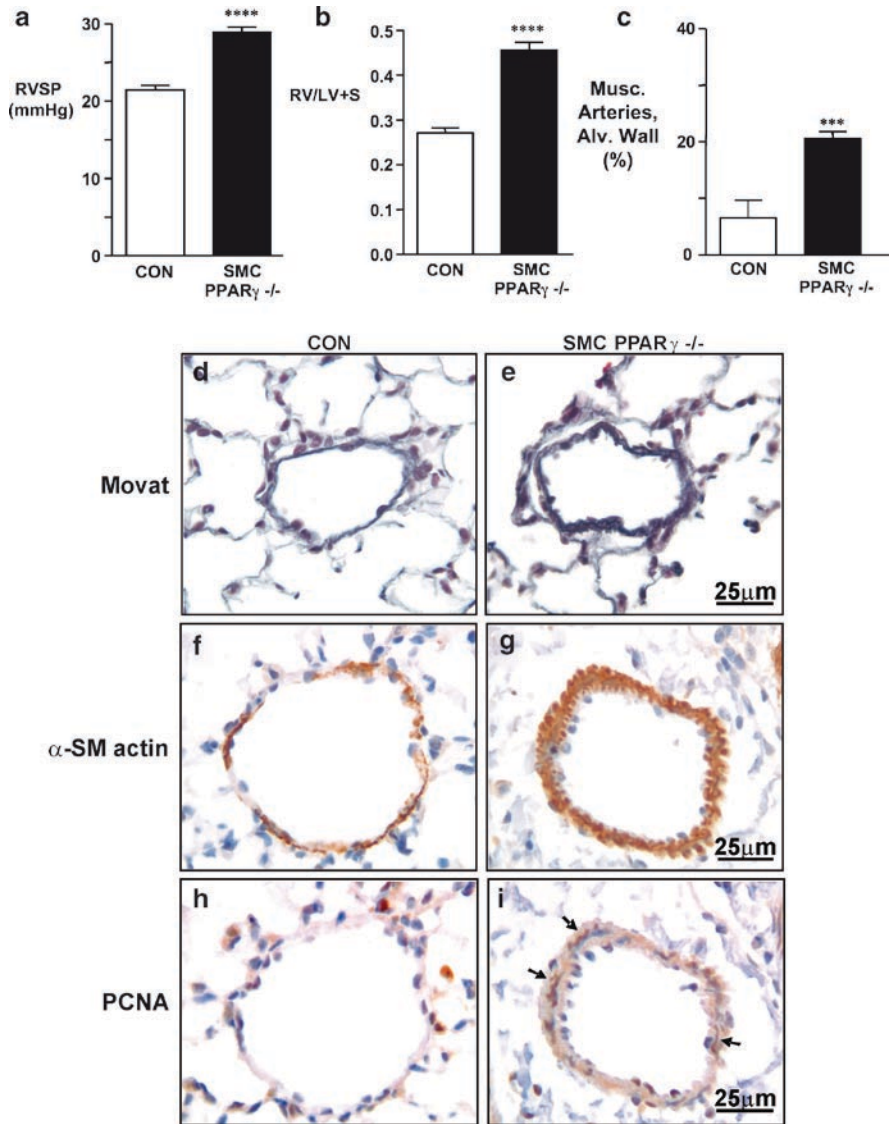 a
****
30
20
10
0
RVSP
(mmHg)
CON
SMC
PPARγ -/-
b
****
0.5
0.4
0.3
0.2
0.1
0.0
RV/LV+S
CON
SMC
PPARγ -/-
c
***
40
20
0
Musc.
Arteries,
Alv. Wall
(%)
CON
SMC
PPARγ -/-
CON
SMC PPAR γ -/-
d
e
Movat
25μm
f
g
α-SM actin
25μm
h
i
PCNA
25μm